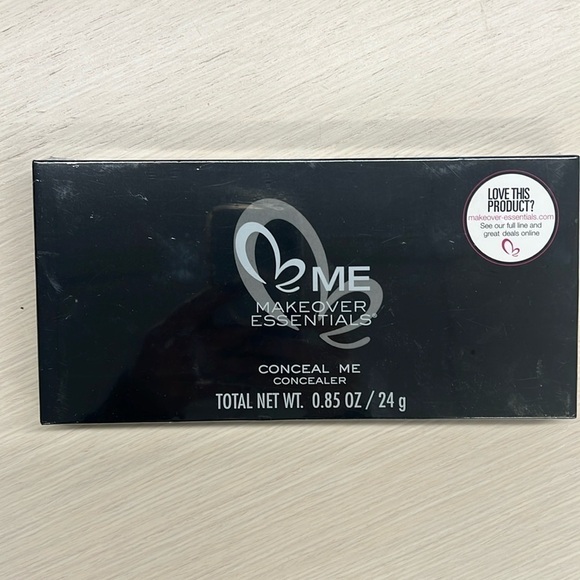 LOVE THIS
PRODUCT?
makeover-essentials.com
See our full line and
great deals online
ME
MAKEOVER
ESSENTIALS®
CONCEAL ME
CONCEALER
TOTAL NET WT. 0.85 OZ / 24 g